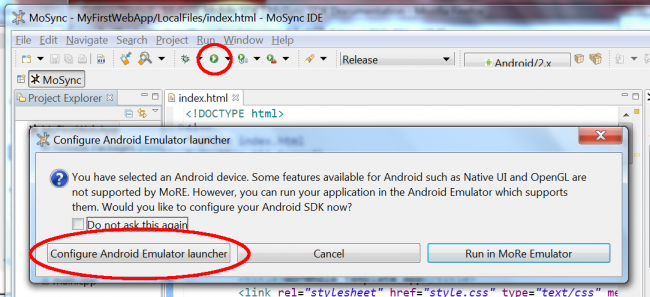 MoSync - MyFirstWebApp/LocalFiles/index.html - MoSync IDE
File Edit Navigate Search Project Run Window Help
Release
Android/2.x
MoSync
Project Explorer
index.html
<!DOCTYPE html>
index.html
Configure Android Emulator launcher
You have selected an Android device. Some features available for Android such as Native UI and OpenGL are
not supported by MoRE. However, you can run your application in the Android Emulator which supports
them. Would you like to configure your Android SDK now?
Do not ask this again
Configure Android Emulator launcher
Cancel
Run in MoRe Emulator
main.cpp
<link rel="stylesheet" href="style.css" type="text/css" me